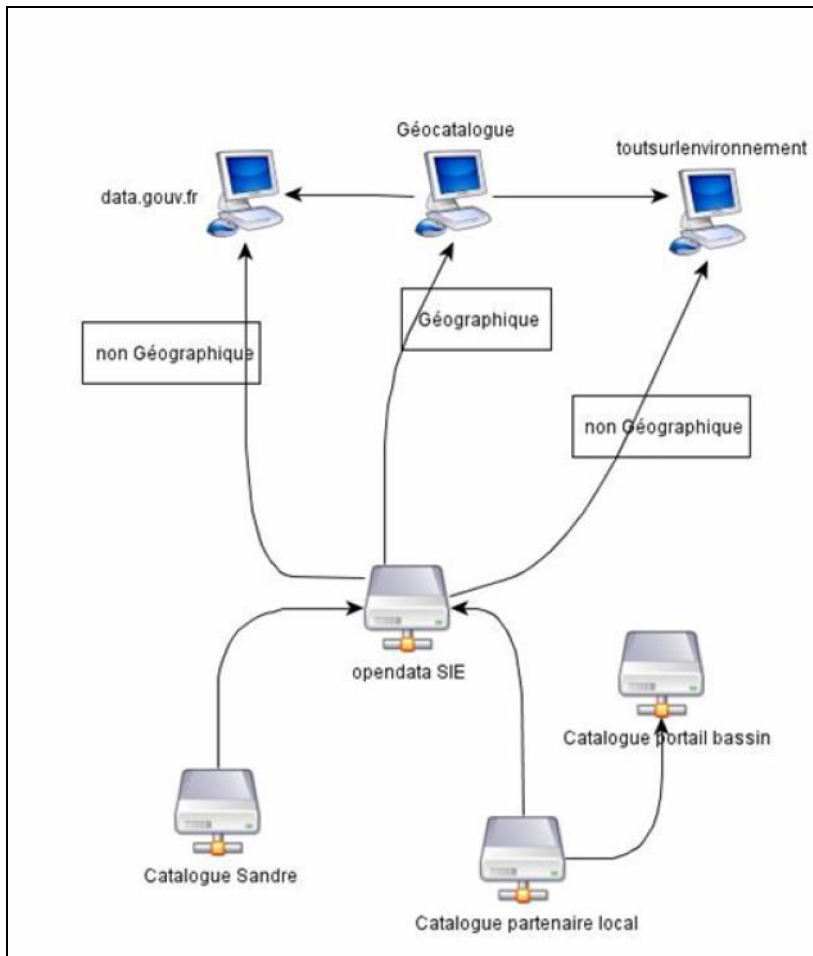 Géocatalogue
toutsurlenvironnement
data.gouv.fr
Géographique
non Géographique
non Géographique
opendata SIE
Catalogue portail bassin
Catalogue Sandre
Catalogue partenaire local